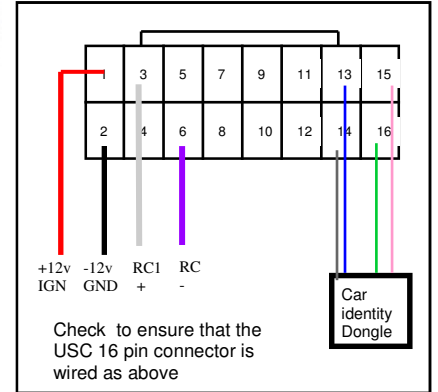 1 3 5 7 9 11 13 15
2 4 6 8 10 12 14 16
+12v -12v RC1 RC
IGN GND + -
Car
identity
Dongle
Check to ensure that the
USC 16 pin connector is
wired as above